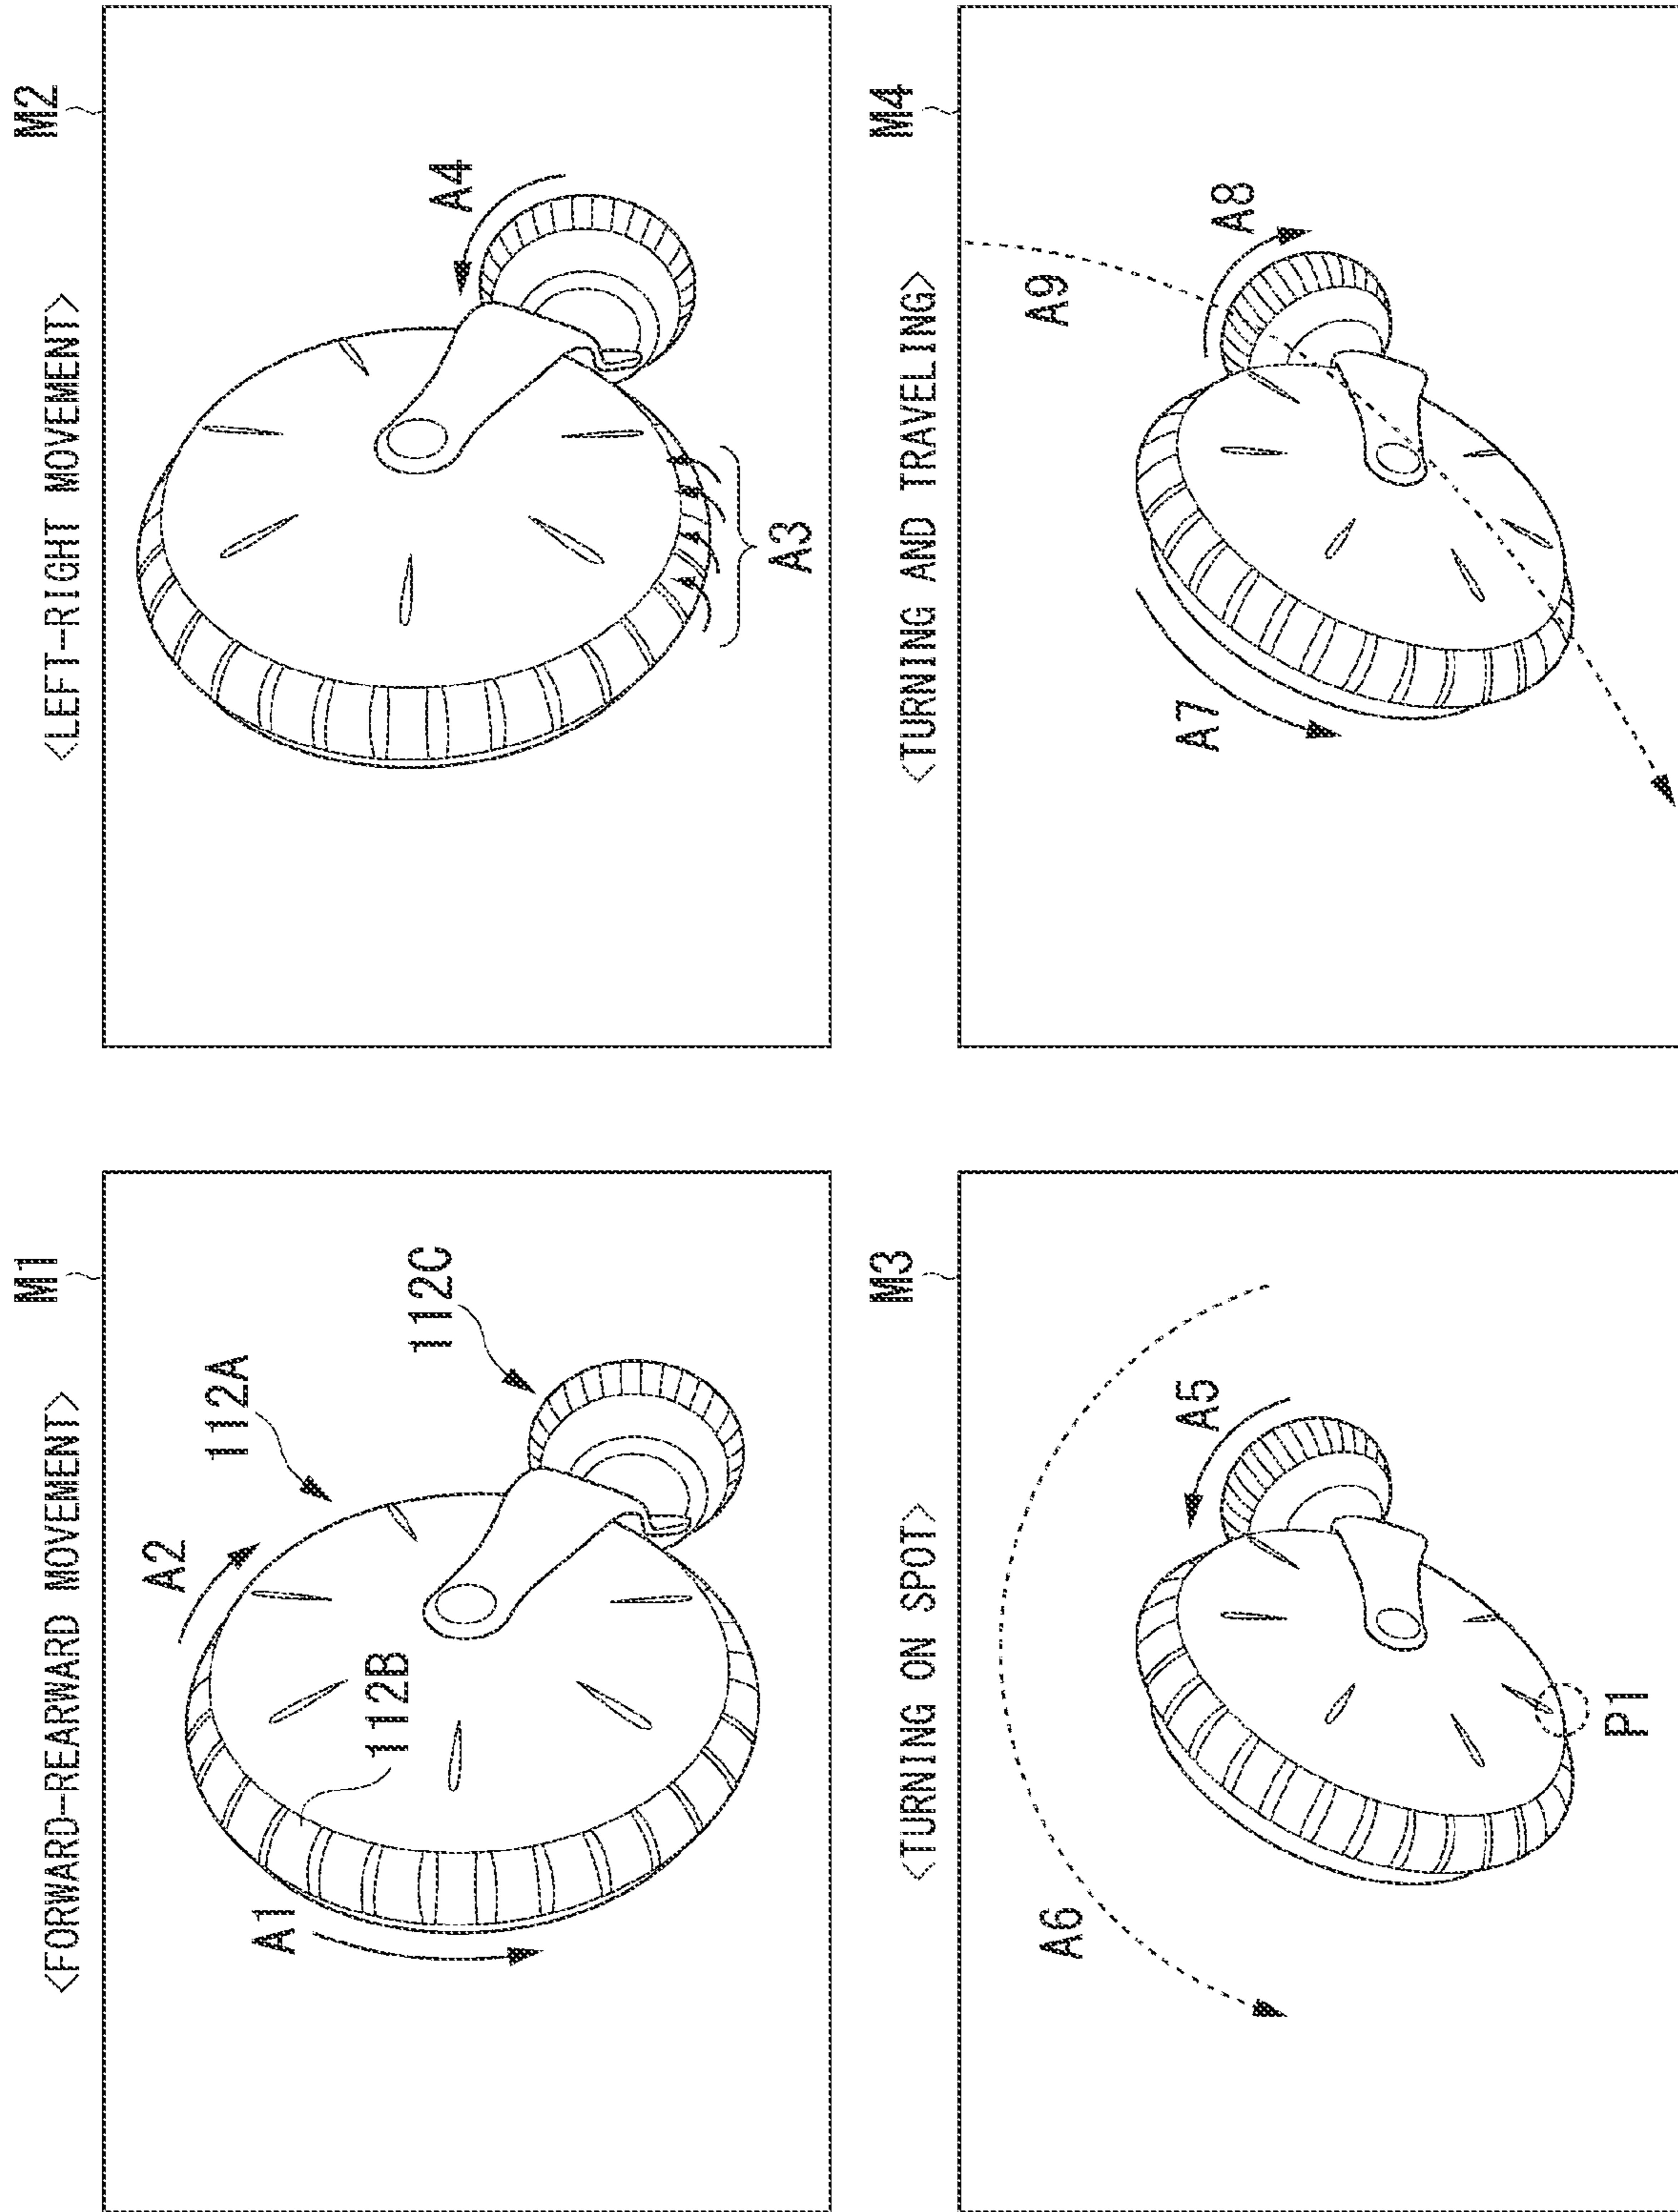 M1
<FORWARD-REARWARD MOVEMENT>
A1
A2
112A
112B
112C
M2
<LEFT-RIGHT MOVEMENT>
A4
A3
M3
<TURNING ON SPOT>
A6
A5
P1
M4
<TURNING AND TRAVELING>
A9
A8
A7